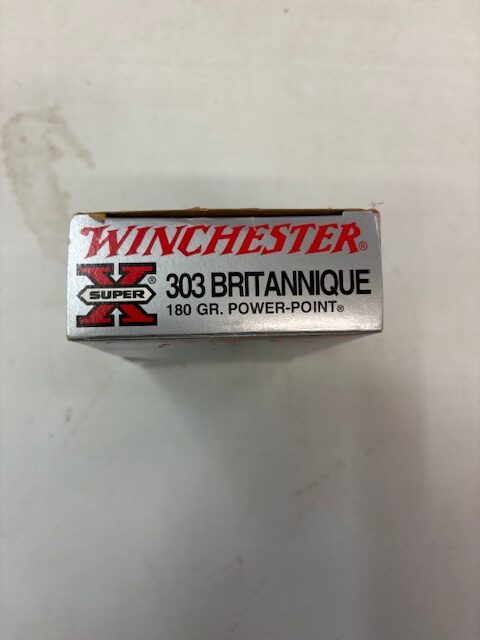 WINCHESTER®
SUPER X® 303 BRITANNIQUE
180 GR. POWER-POINT®